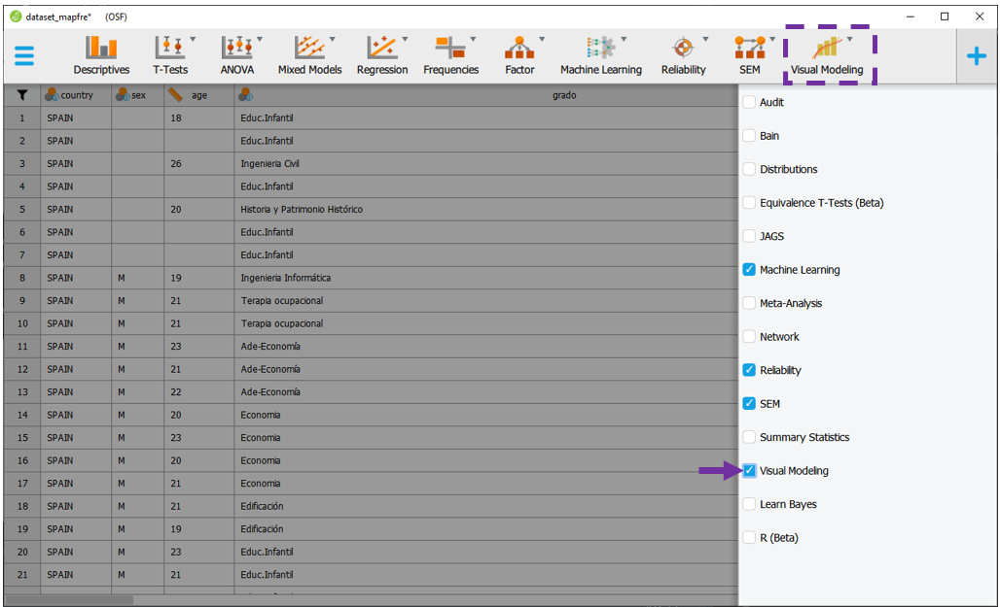 dataset_mapfre* (OSF)
Descriptives T-Tests ANOVA Mixed Models Regression Frequencies Factor Machine Learning Reliability SEM Visual Modeling
country sex age grado
1 SPAIN 18 Educ.Infantil
2 SPAIN Educ.Infantil
3 SPAIN 26 Ingenieria Civil
4 SPAIN Educ.Infantil
5 SPAIN 20 Historia y Patrimonio Histórico
6 SPAIN Educ.Infantil
7 SPAIN Educ.Infantil
8 SPAIN M 19 Ingenieria Informática
9 SPAIN M 21 Terapia ocupacional
10 SPAIN M 21 Terapia ocupacional
11 SPAIN M 23 Ade-Economía
12 SPAIN M 21 Ade-Economía
13 SPAIN M 22 Ade-Economía
14 SPAIN M 20 Economia
15 SPAIN M 23 Economia
16 SPAIN M 20 Economia
17 SPAIN M 21 Economia
18 SPAIN M 21 Edificación
19 SPAIN M 19 Edificación
20 SPAIN M 23 Educ.Infantil
21 SPAIN M 21 Educ.Infantil
Audit
Bain
Distributions
Equivalence T-Tests (Beta)
JAGS
Machine Learning
Meta-Analysis
Network
Reliability
SEM
Summary Statistics
Visual Modeling
Learn Bayes
R (Beta)